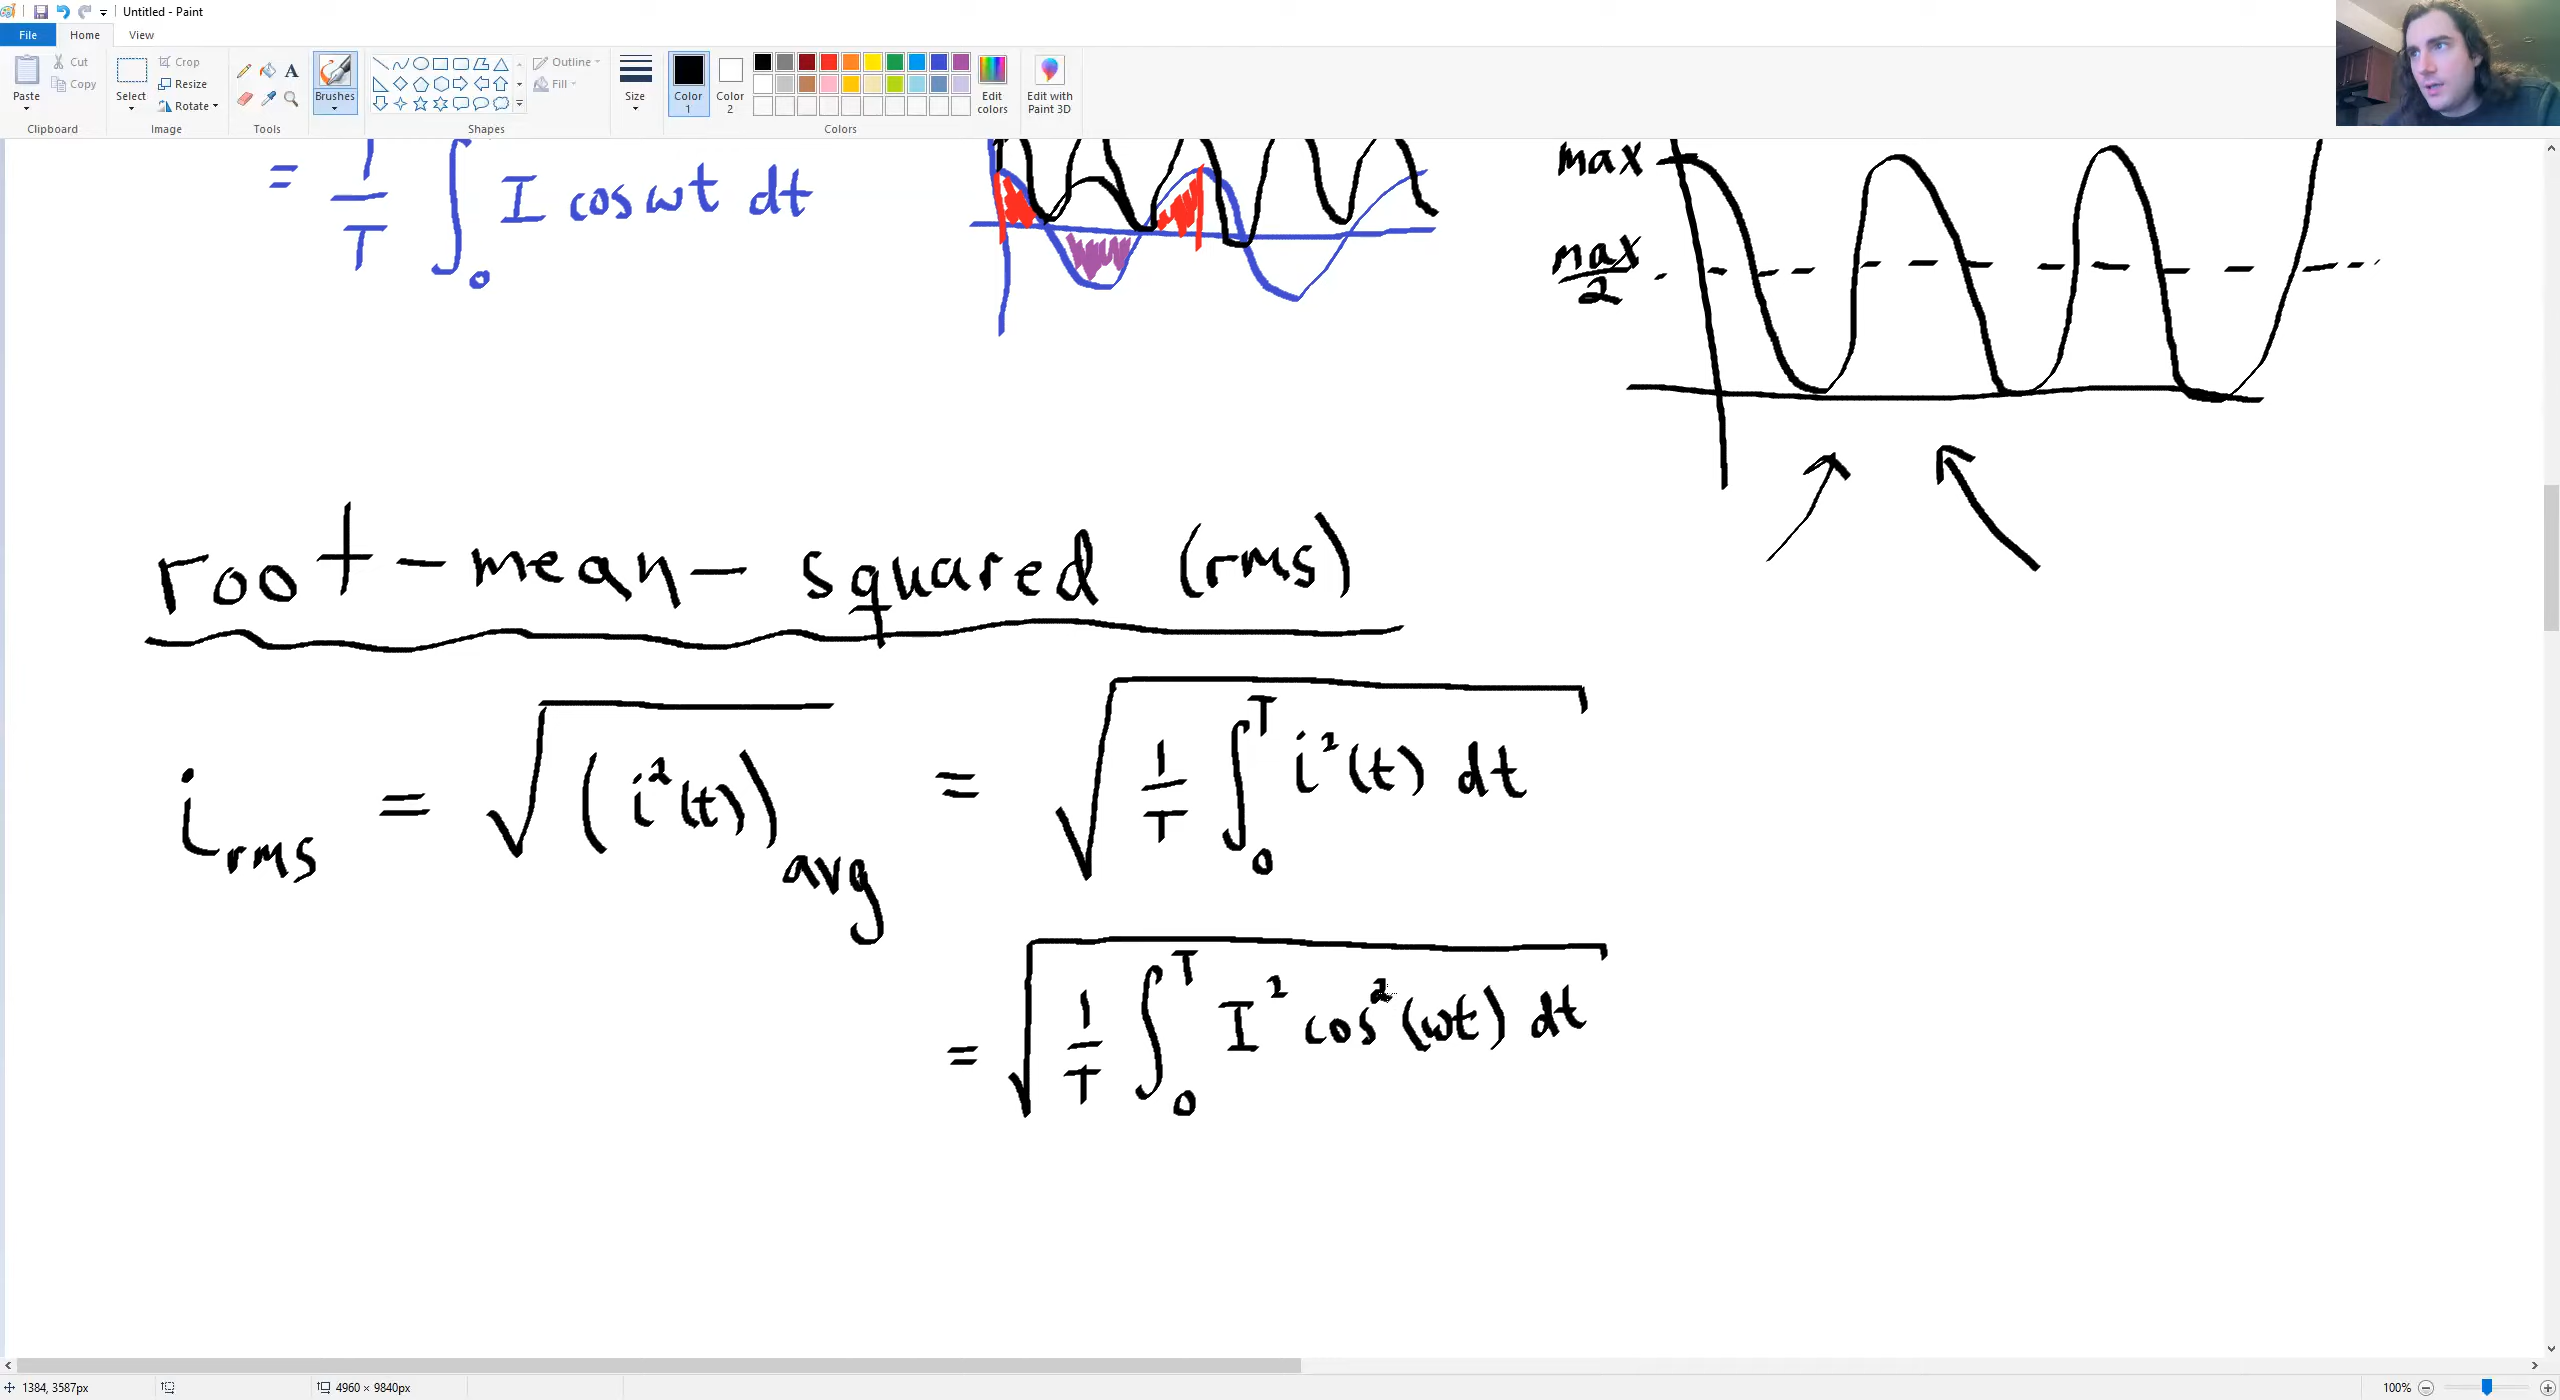 Untitled - Paint
File Home View
Paste Cut Copy Clipboard
Select Crop Resize Rotate Image
A Tools
Brushes
Outline Fill Shapes
Size
Color 1 Color 2 Edit colors Colors
Edit with Paint 3D
= 1/T ∫₀ I cos ωt dt
max
max/2
root-mean-squared (rms)
i_rms = √(i²(t))_avg = √(1/T ∫₀ᵀ i²(t) dt)
= √(1/T ∫₀ᵀ I² cos²(ωt) dt)
1384, 3587px 4960 × 9840px 100%